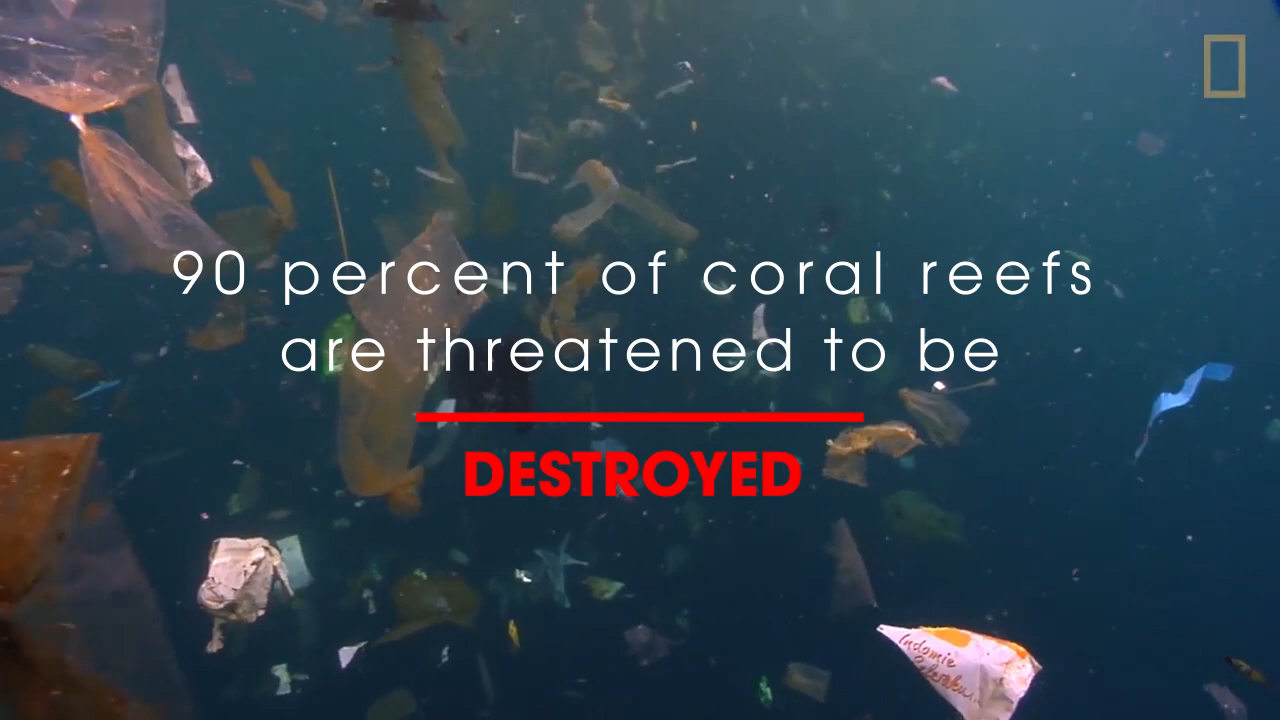 90 percent of coral reefs
are threatened to be
DESTROYED
Indomie